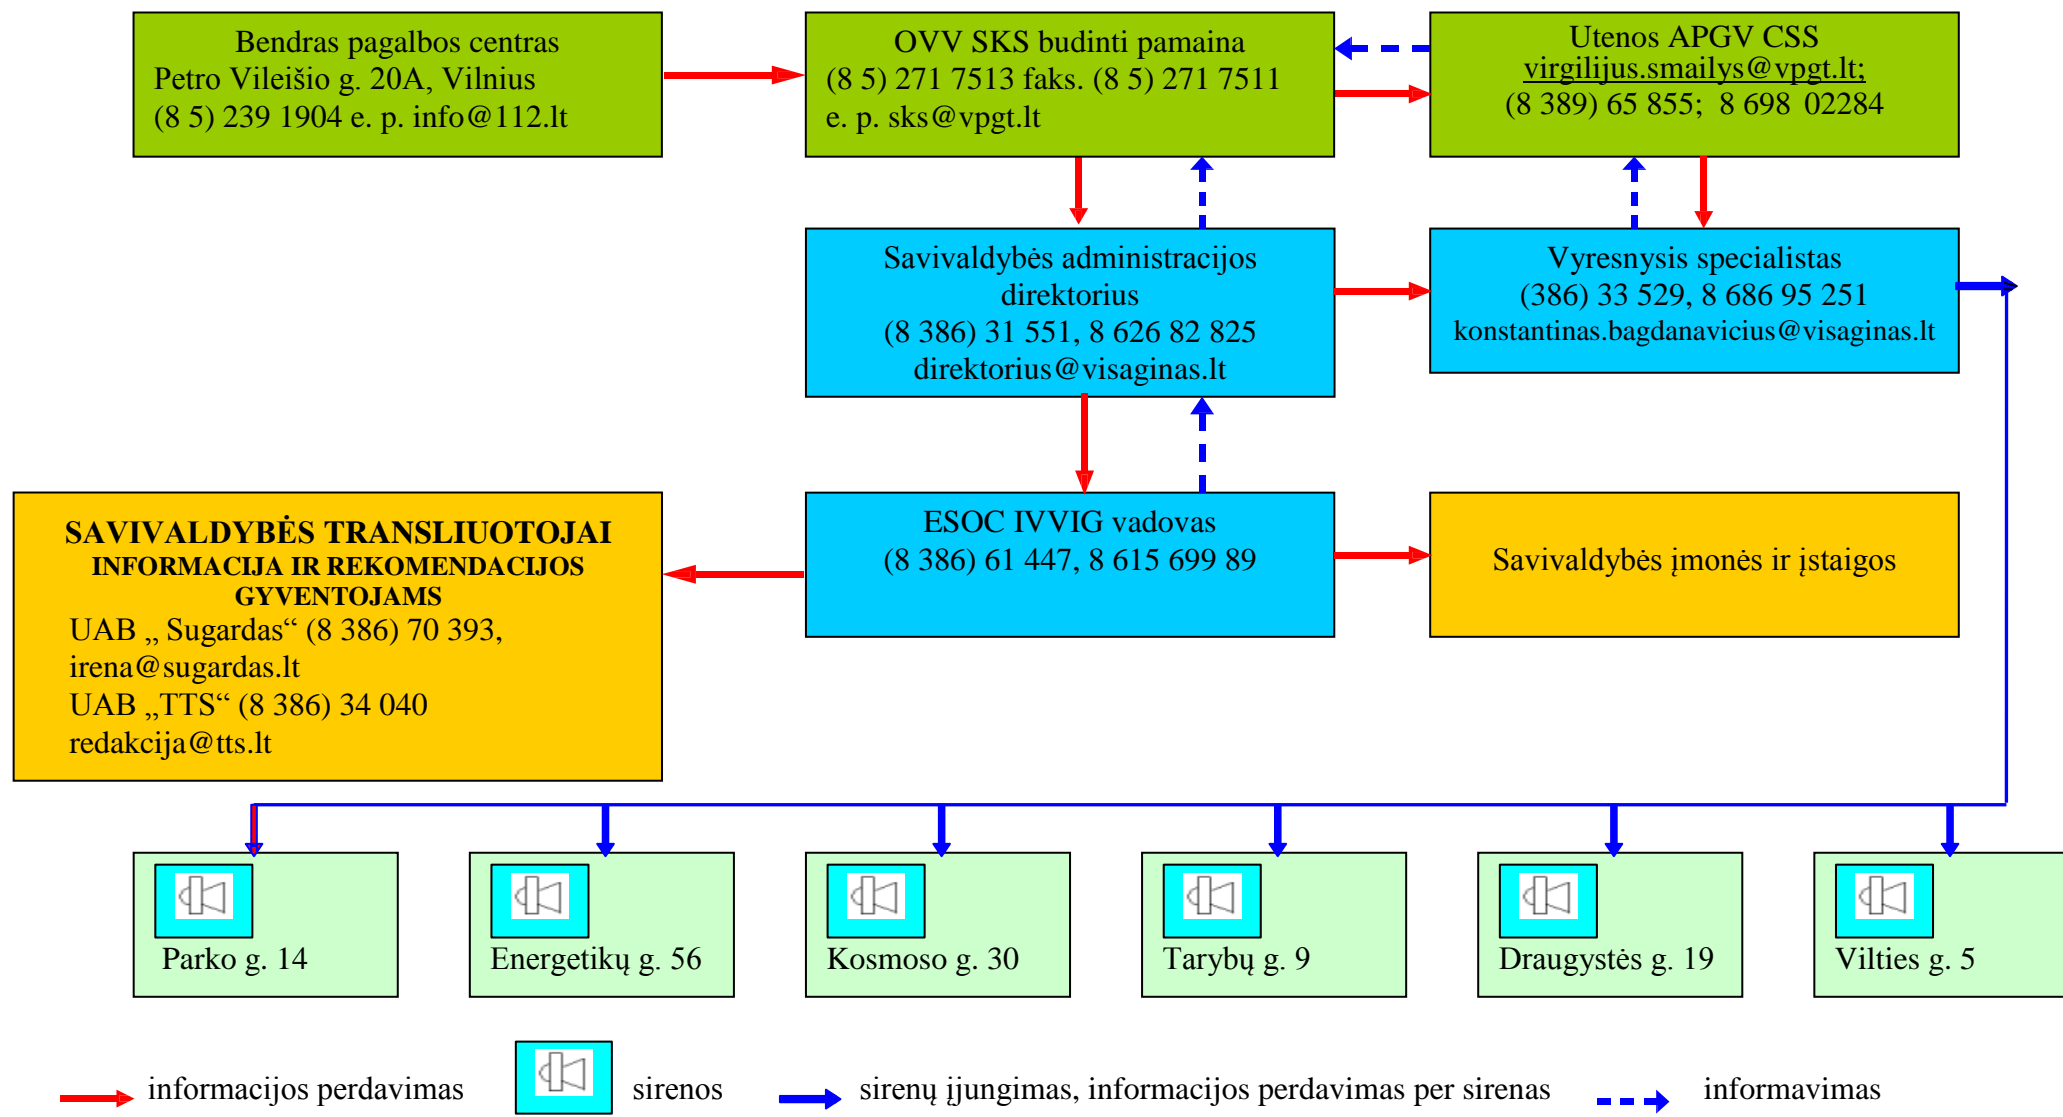 Bendras pagalbos centras
Petro Vileišio g. 20A, Vilnius
(8 5) 239 1904 e. p. info@112.lt
OVV SKS budinti pamaina
(8 5) 271 7513 faks. (8 5) 271 7511
e. p. sks@vpgt.lt
Utenos APGV CSS
virgilijus.smailys@vpgt.lt;
(8 389) 65 855; 8 698 02284
Savivaldybės administracijos
direktorius
(8 386) 31 551, 8 626 82 825
direktorius@visaginas.lt
Vyresnysis specialistas
(386) 33 529, 8 686 95 251
konstantinas.bagdanavicius@visaginas.lt
SAVIVALDYBĖS TRANSLIUOTOJAI
INFORMACIJA IR REKOMENDACIJOS
GYVENTOJAMS
UAB „ Sugardas“ (8 386) 70 393,
irena@sugardas.lt
UAB „TTS“ (8 386) 34 040
redakcija@tts.lt
ESOC IVVIG vadovas
(8 386) 61 447, 8 615 699 89
Savivaldybės įmonės ir įstaigos
Parko g. 14
Energetikų g. 56
Kosmoso g. 30
Tarybų g. 9
Draugystės g. 19
Vilties g. 5
informacijos perdavimas
sirenos
sirenų įjungimas, informacijos perdavimas per sirenas
informavimas